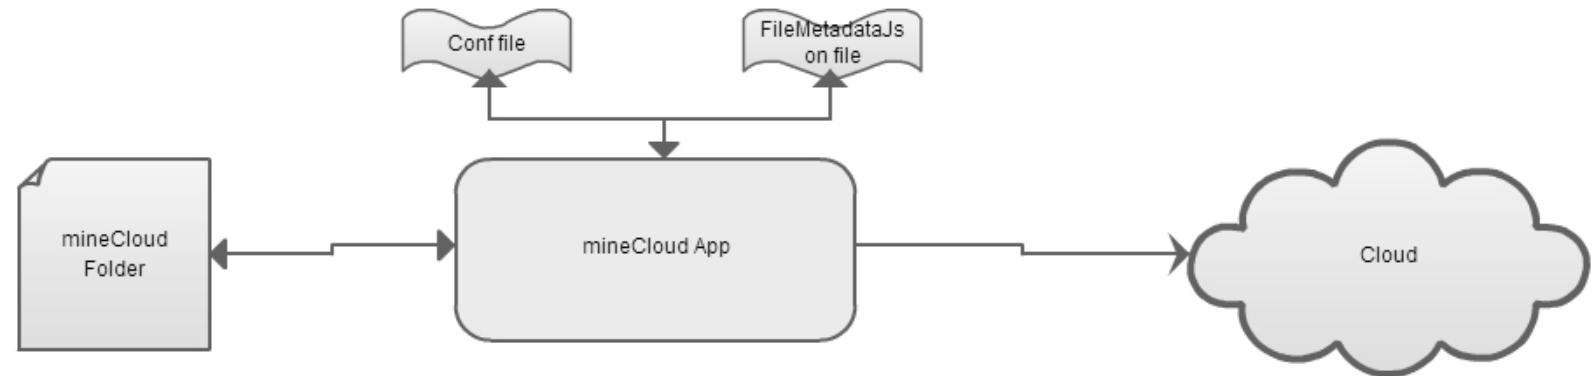 Conf file
FileMetadataJs
on file
mineCloud
Folder
mineCloud App
Cloud